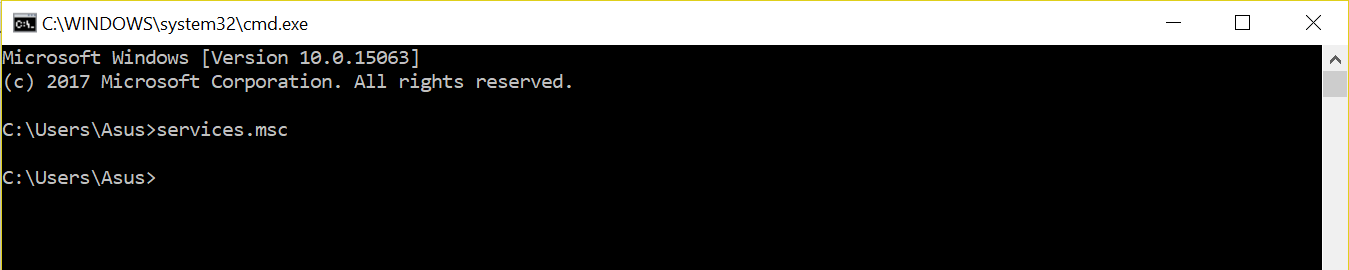 C:\WINDOWS\system32\cmd.exe
Microsoft Windows [Version 10.0.15063]
(c) 2017 Microsoft Corporation. All rights reserved.
C:\Users\Asus>services.msc
C:\Users\Asus>